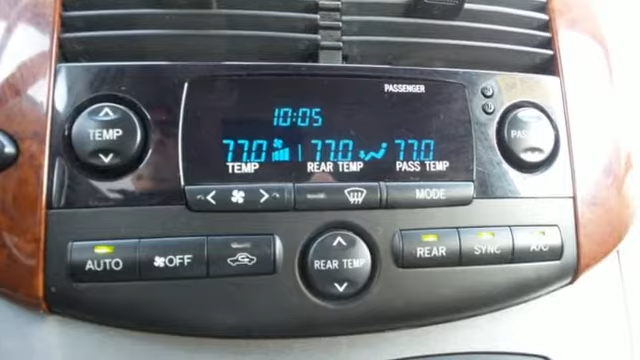 PASSENGER
10:05
77.0 77.0 77.0
TEMP REAR TEMP PASS TEMP
TEMP
MODE
AUTO OFF REAR TEMP REAR SYNC A/C